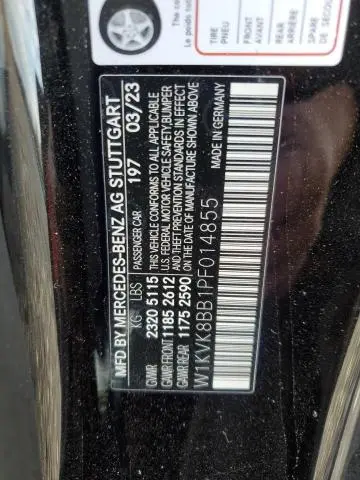 TIRE
PNEU
FRONT
AVANT
REAR
ARRIÈRE
SPARE
DE SECOU
MFD BY MERCEDES-BENZ AG STUTTGART
PASSENGER CAR 197 03/23
KG LBS
GVWR 2320 5115
GAWR FRONT 1185 2612
GAWR REAR 1175 2590
THIS VEHICLE CONFORMS TO ALL APPLICABLE
U.S. FEDERAL MOTOR VEHICLE SAFETY, BUMPER
AND THEFT PREVENTION STANDARDS IN EFFECT
ON THE DATE OF MANUFACTURE SHOWN ABOVE
W1KVK8BB1PF014855
MADE IN GERMANY